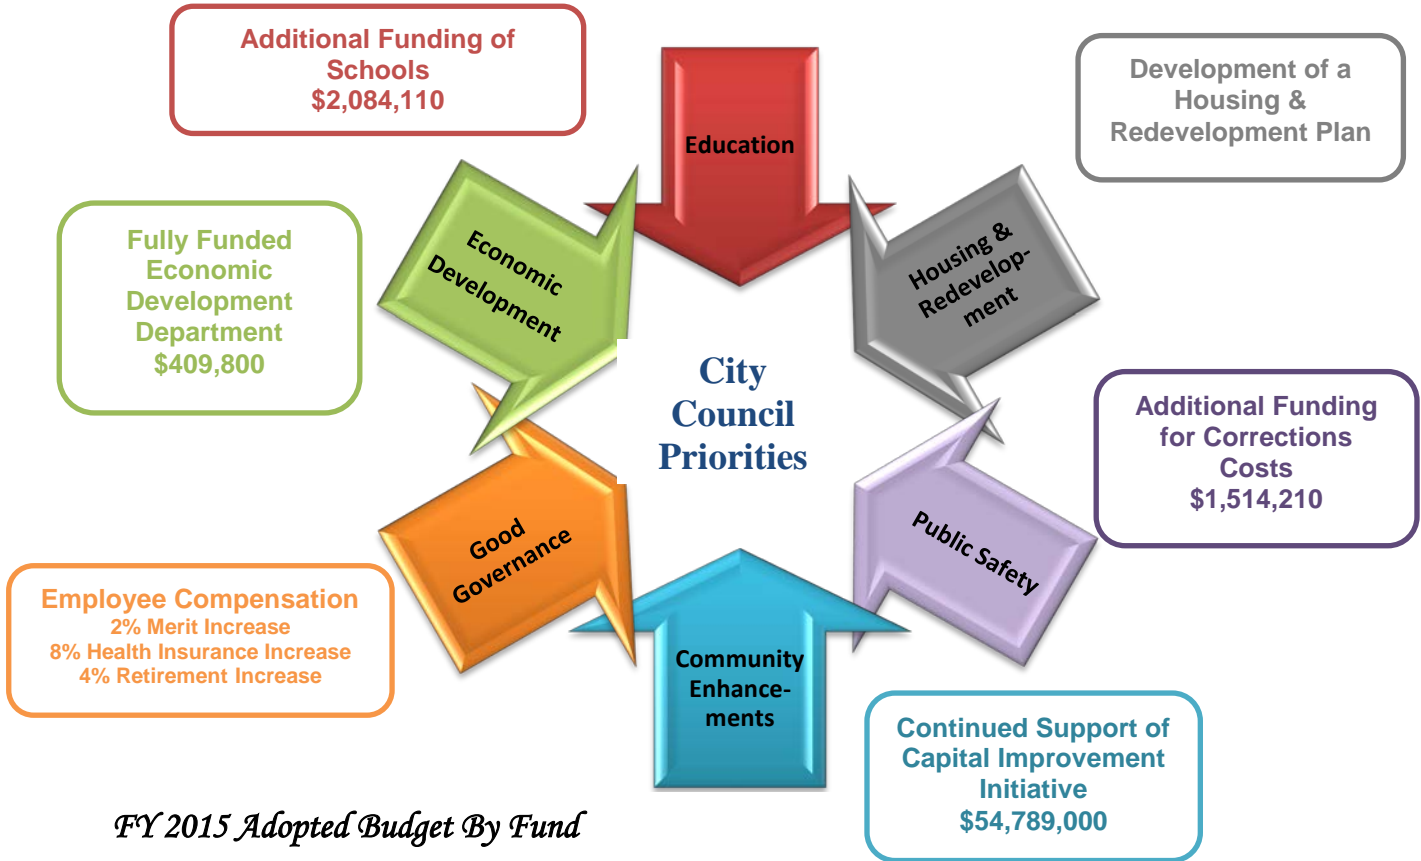 Additional Funding of
Schools
$2,084,110
Education
Development of a
Housing &
Redevelopment Plan
Fully Funded
Economic
Development
Department
$409,800
Economic
Development
Housing &
Redevelop-
ment
City
Council
Priorities
Additional Funding
for Corrections
Costs
$1,514,210
Good
Governance
Public Safety
Employee Compensation
2% Merit Increase
8% Health Insurance Increase
4% Retirement Increase
Community
Enhance-
ments
Continued Support of
Capital Improvement
Initiative
$54,789,000
FY 2015 Adopted Budget By Fund